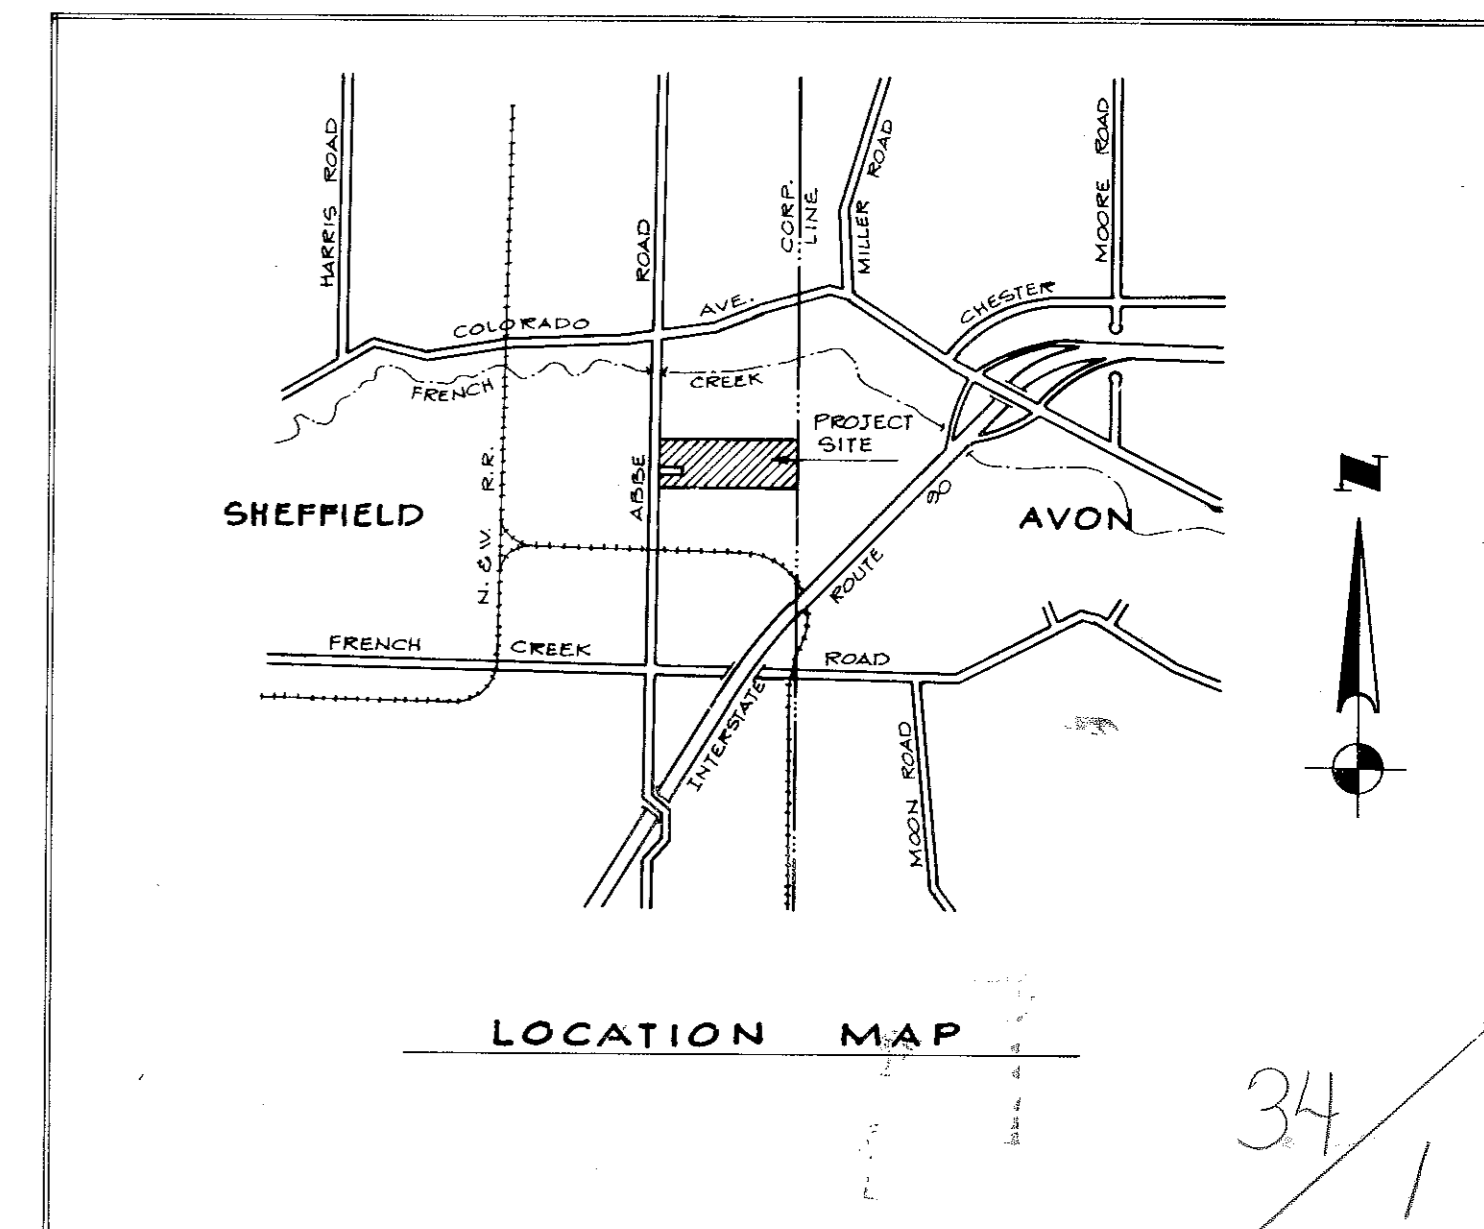 HARRIS ROAD
ROAD
CORP.
LINE
MILLER ROAD
MOORE ROAD
COLORADO AVE.
CHESTER
FRENCH CREEK
PROJECT
SITE
N. & W. R.R.
ABBE
SHEFFIELD
AVON
INTERSTATE ROUTE 90
FRENCH CREEK ROAD
MOON ROAD
N
LOCATION MAP
34
1